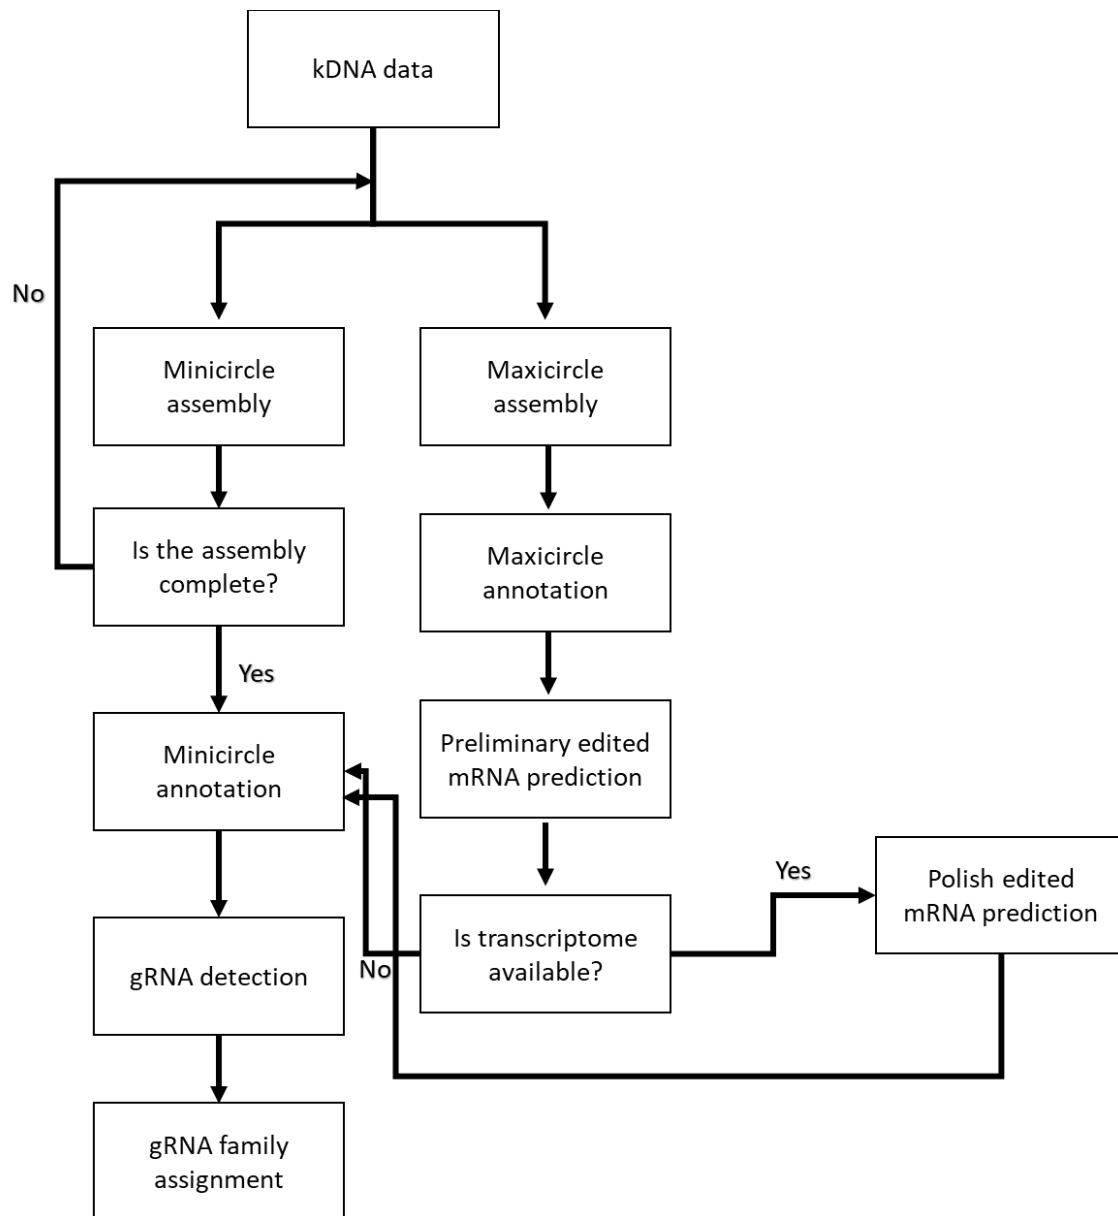 kDNA data
No
Minicircle
assembly
Maxicircle
assembly
Is the assembly
complete?
Maxicircle
annotation
Yes
Minicircle
annotation
Preliminary edited
mRNA prediction
Yes
Polish edited
mRNA prediction
Is transcriptome
available?
No
gRNA detection
gRNA family
assignment